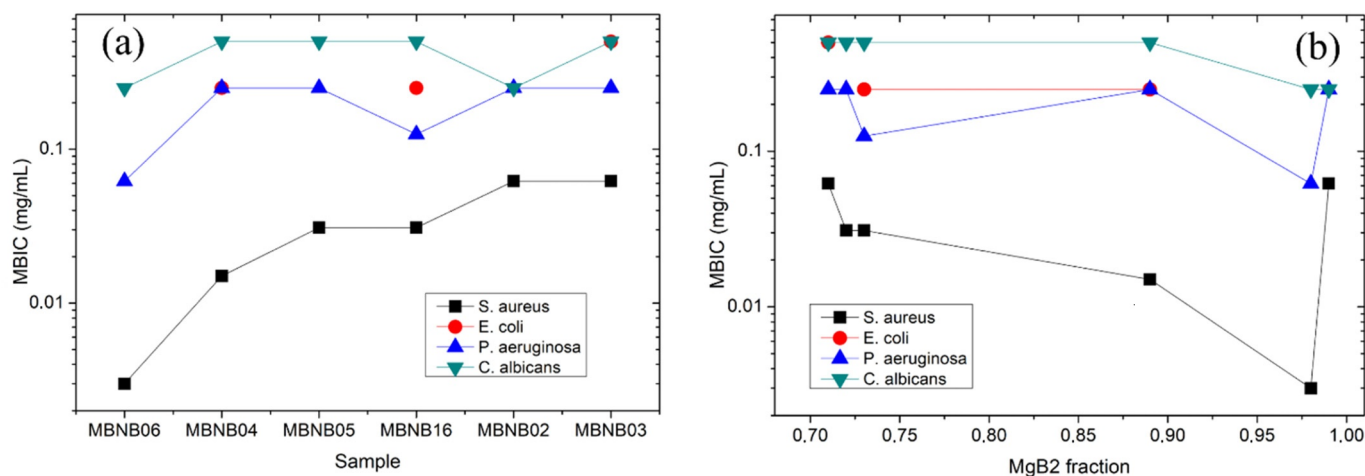 (a)
MBIC (mg/mL)
0.1
0.01
S. aureus
E. coli
P. aeruginosa
C. albicans
MBNB06 MBNB04 MBNB05 MBNB16 MBNB02 MBNB03
Sample
(b)
MBIC (mg/mL)
0.1
0.01
S. aureus
E. coli
P. aeruginosa
C. albicans
0,70 0,75 0,80 0,85 0,90 0,95 1,00
MgB2 fraction